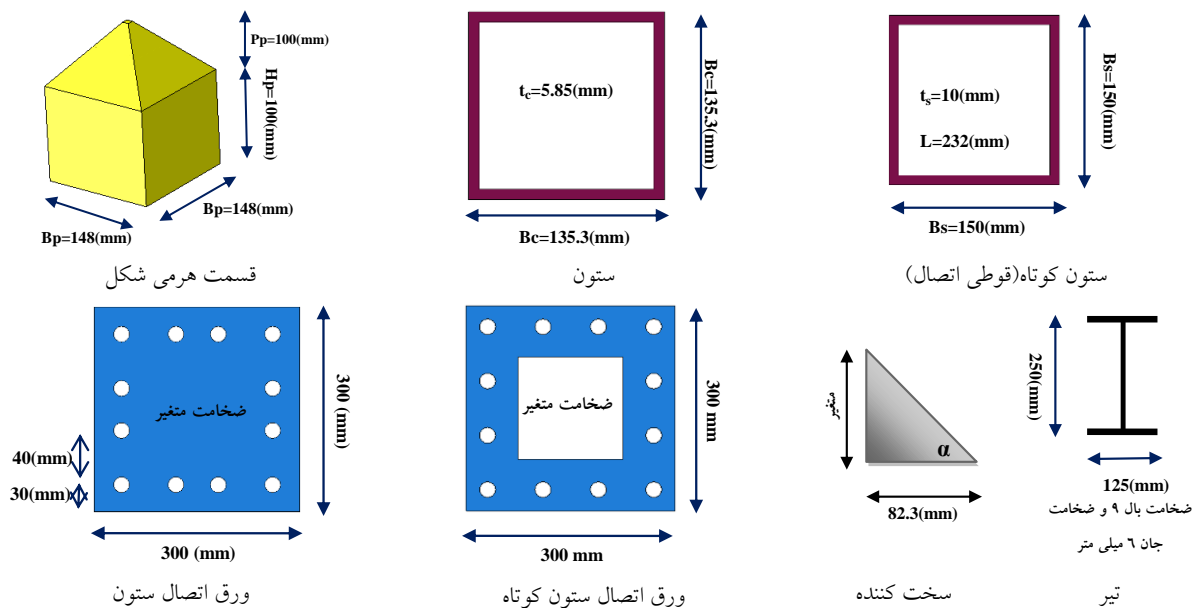 Pp=100(mm)
Hp=100(mm)
Bp=148(mm)
Bp=148(mm)
قسمت هرمی شکل
tc=5.85(mm)
Bc=135.3(mm)
Bc=135.3(mm)
ستون
ts=10(mm)
L=232(mm)
Bs=150(mm)
Bs=150(mm)
ستون کوتاه(قوطی اتصال)
ضخامت متغیر
300 (mm)
40(mm)
30(mm)
300 (mm)
ورق اتصال ستون
ضخامت متغیر
300 mm
300 mm
ورق اتصال ستون کوتاه
متغیر
α
82.3(mm)
سخت کننده
250(mm)
125(mm)
ضخامت بال ۹ و ضخامت
جان ٦ میلی متر
تیر